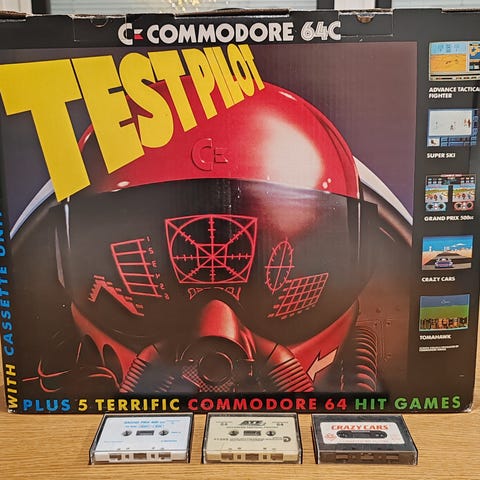 COMMODORE 64C
TEST PILOT
ADVANCE TACTICAL
FIGHTER
SUPER SKI
GRAND PRIX 500cc
CRAZY CARS
TOMAHAWK
WITH CASSETTE UNIT
PLUS 5 TERRIFIC COMMODORE 64 HIT GAMES
ATF
CRAZY CARS